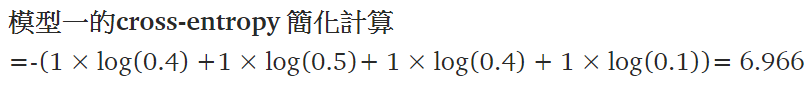 模型一的cross-entropy 簡化計算
=-(1 × log(0.4) +1 × log(0.5)+ 1 × log(0.4) + 1 × log(0.1))= 6.966